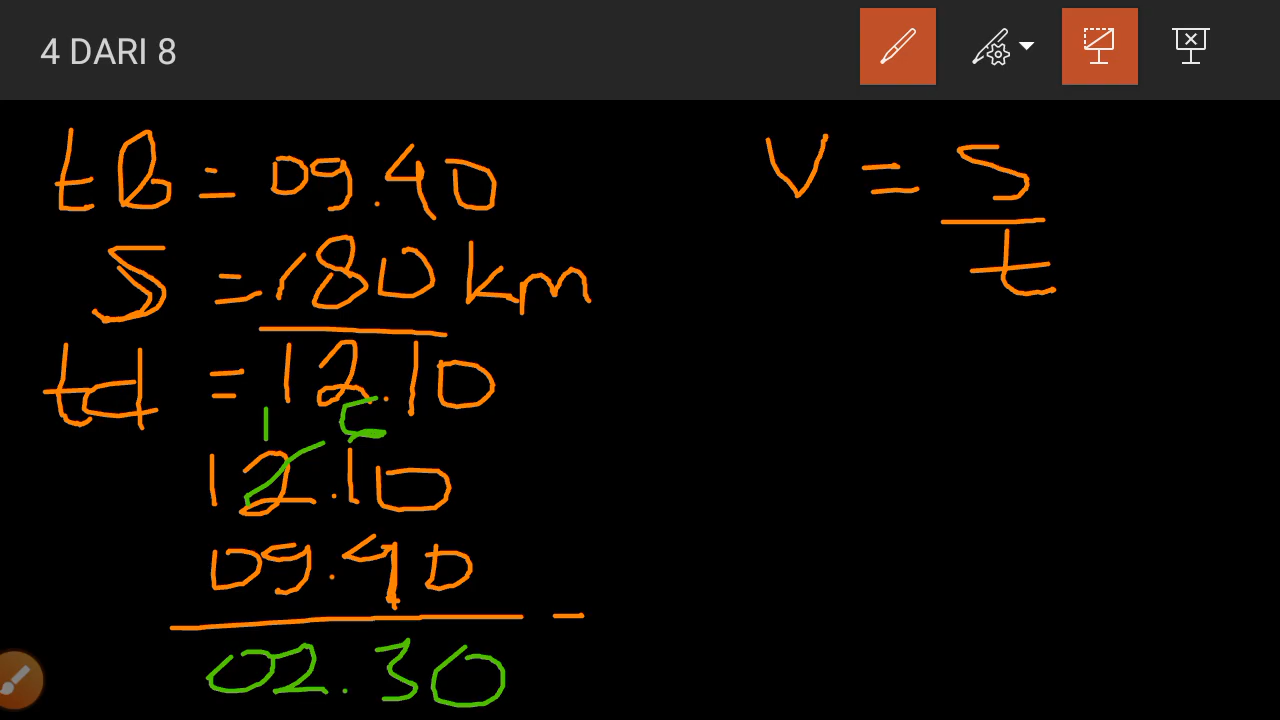 4 DARI 8
tB = 09.40
S = 180 km
td = 12.10
1 5
12.10
09.40
02.30
V = S
t